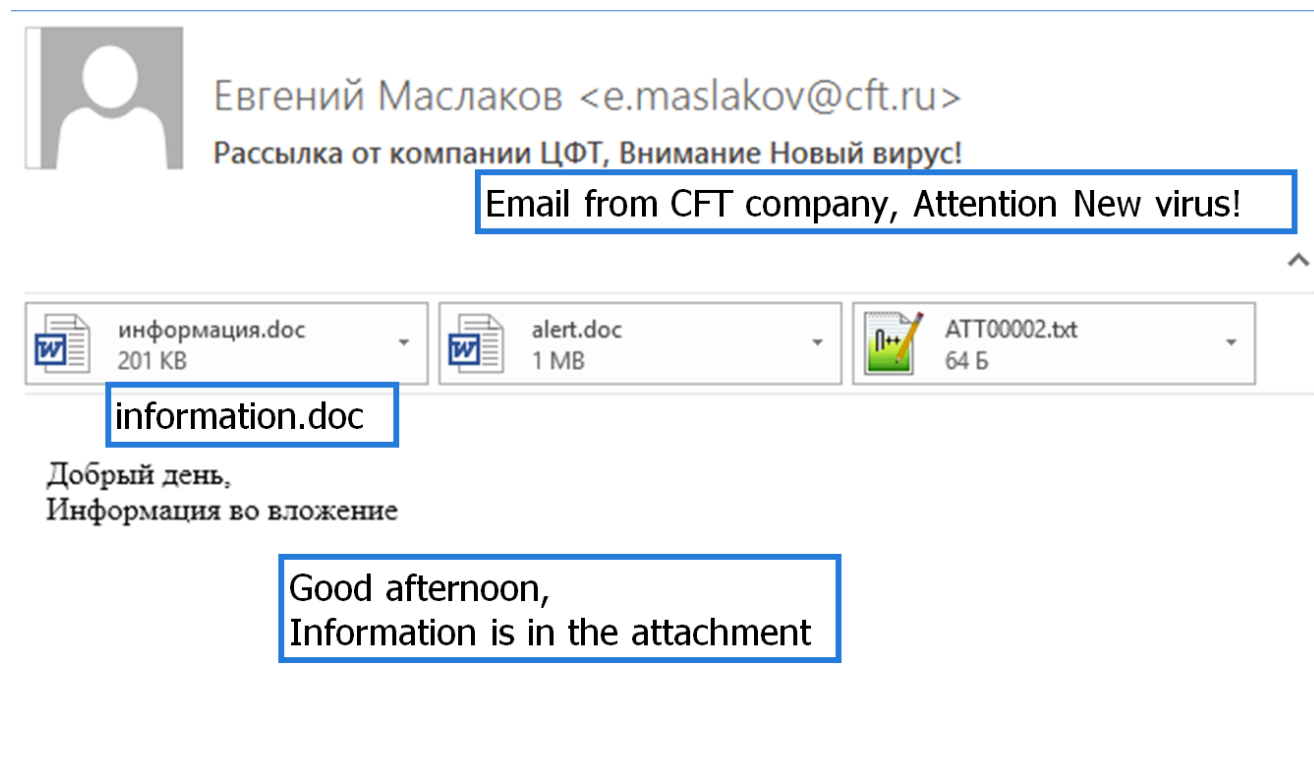 Евгений Маслаков <e.maslakov@cft.ru>
Рассылка от компании ЦФТ, Внимание Новый вирус!
Email from CFT company, Attention New virus!
информация.doc
201 KB
alert.doc
1 MB
ATT00002.txt
64 Б
information.doc
Добрый день,
Информация во вложение
Good afternoon,
Information is in the attachment